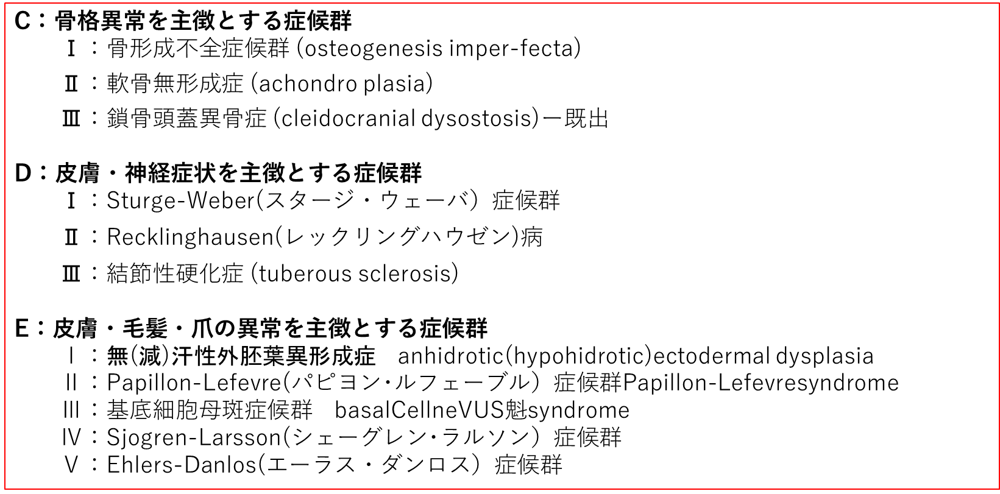 C：骨格異常を主徴とする症候群
Ⅰ：骨形成不全症候群 (osteogenesis imper-fecta)
Ⅱ：軟骨無形成症 (achondro plasia)
Ⅲ：鎖骨頭蓋異骨症 (cleidocranial dysostosis)ー既出
D：皮膚・神経症状を主徴とする症候群
Ⅰ：Sturge-Weber(スタージ・ウェーバ）症候群
Ⅱ：Recklinghausen(レックリングハウゼン)病
Ⅲ：結節性硬化症 (tuberous sclerosis)
E：皮膚・毛髪・爪の異常を主徴とする症候群
Ⅰ：無(減)汗性外胚葉異形成症　anhidrotic(hypohidrotic)ectodermal dysplasia
Ⅱ：Papillon-Lefevre(パピヨン･ルフェーブル）症候群Papillon-Lefevresyndrome
Ⅲ：基底細胞母斑症候群　basalCellneVUS魁syndrome
Ⅳ：Sjogren-Larsson(シェーグレン･ラルソン）症候群
Ⅴ：Ehlers-Danlos(エーラス・ダンロス）症候群